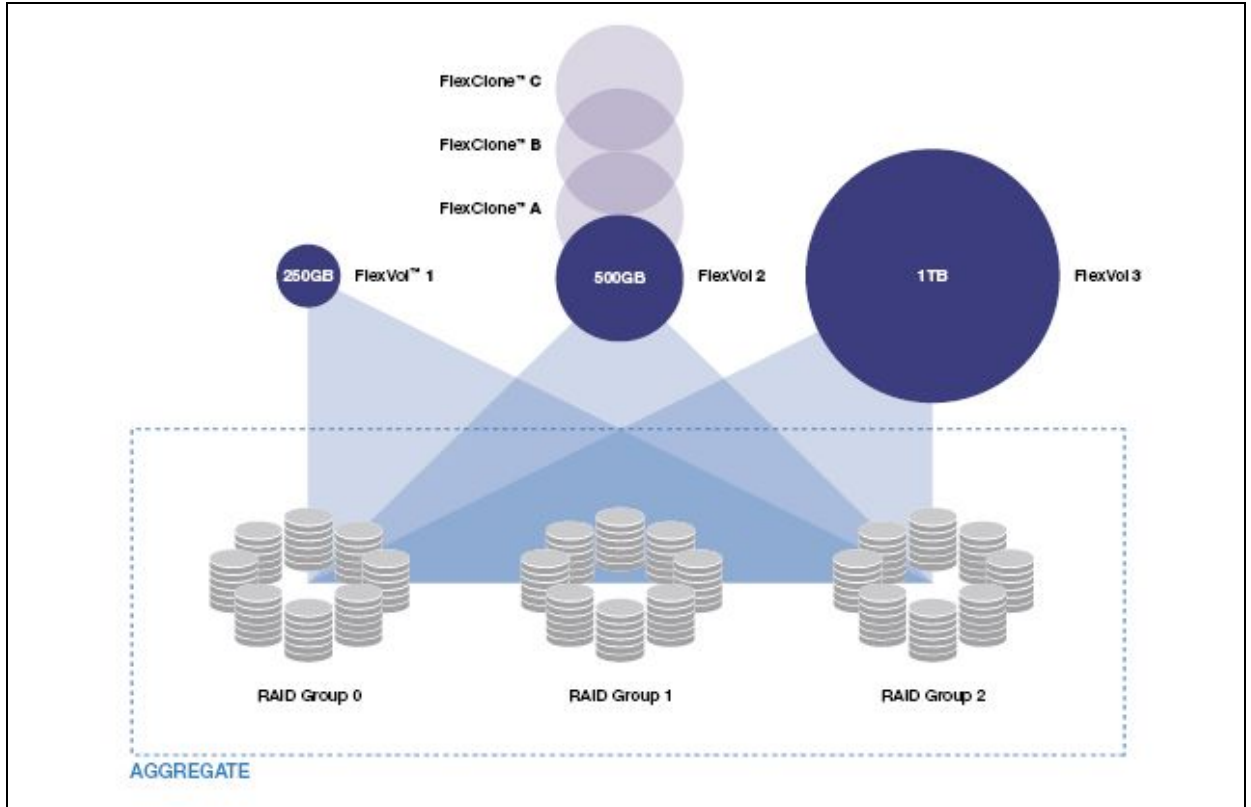 FlexClone™ C
FlexClone™ B
FlexClone™ A
250GB
FlexVol™ 1
500GB
FlexVol 2
1TB
FlexVol 3
RAID Group 0
RAID Group 1
RAID Group 2
AGGREGATE